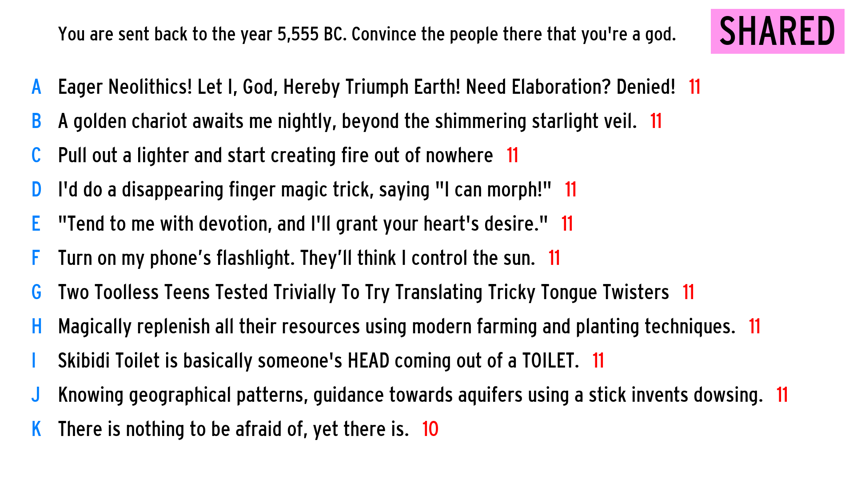 You are sent back to the year 5,555 BC. Convince the people there that you're a god.
SHARED
A Eager Neolithics! Let I, God, Hereby Triumph Earth! Need Elaboration? Denied! 11
B A golden chariot awaits me nightly, beyond the shimmering starlight veil. 11
C Pull out a lighter and start creating fire out of nowhere 11
D I'd do a disappearing finger magic trick, saying "I can morph!" 11
E "Tend to me with devotion, and I'll grant your heart's desire." 11
F Turn on my phone’s flashlight. They’ll think I control the sun. 11
G Two Toolless Teens Tested Trivially To Try Translating Tricky Tongue Twisters 11
H Magically replenish all their resources using modern farming and planting techniques. 11
I Skibidi Toilet is basically someone's HEAD coming out of a TOILET. 11
J Knowing geographical patterns, guidance towards aquifers using a stick invents dowsing. 11
K There is nothing to be afraid of, yet there is. 10